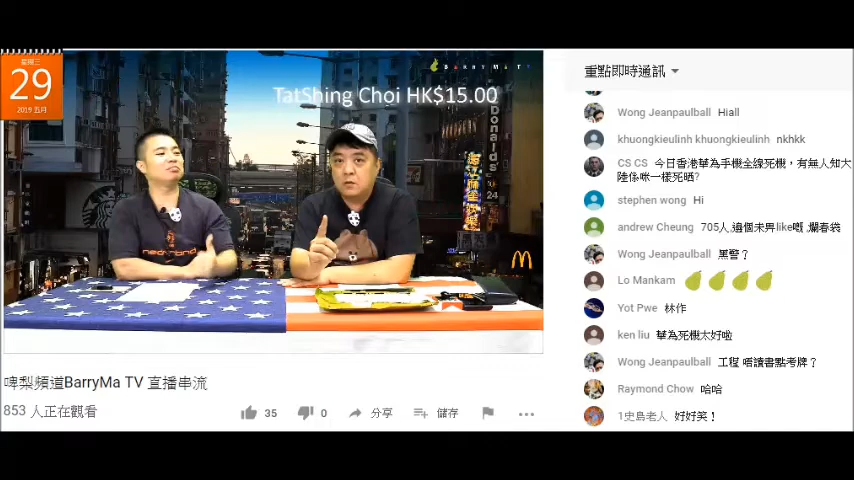 星期三
29
2019 五月
BARRYMA TV
TatShing Choi HK$15.00
McDonald's
24
啤梨頻道BarryMa TV 直播串流
853 人正在觀看
35
0
分享
儲存
重點即時通訊
Wong Jeanpaulball Hiall
khuongkieulinh khuongkieulinh nkhkk
CS CS 今日香港華為手機全線死機，有無人知大
陸係咪一樣死晒?
stephen wong Hi
andrew Cheung 705人,這個未畀like嘅,瀾春袋
Wong Jeanpaulball 黑警？
Lo Mankam
Yot Pwe 林作
ken liu 華為死機太好啦
Wong Jeanpaulball 工程 唔讀書點考牌？
Raymond Chow 哈哈
1史島老人 好好笑！